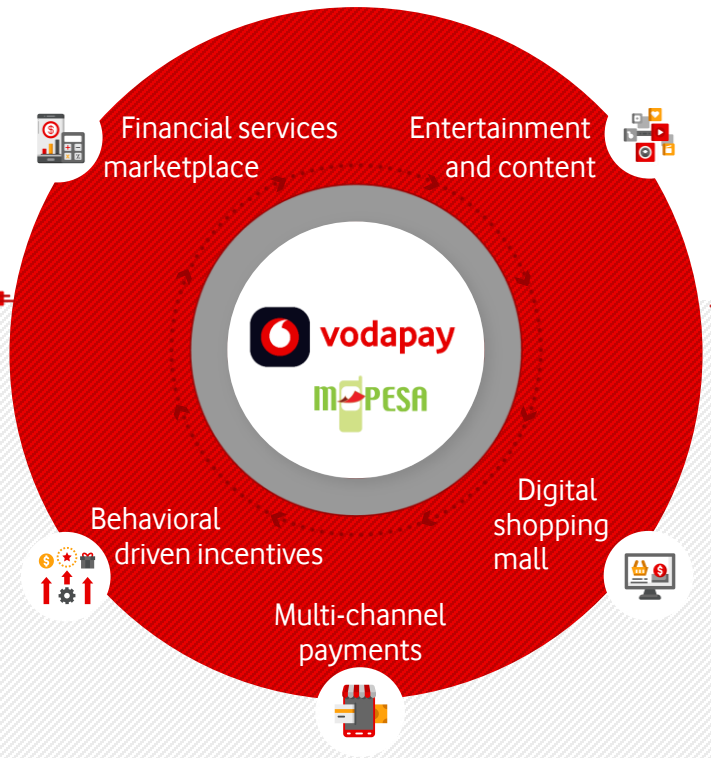 Financial services
marketplace
Entertainment
and content
vodapay
M-PESA
Behavioral
driven incentives
Digital
shopping
mall
Multi-channel
payments